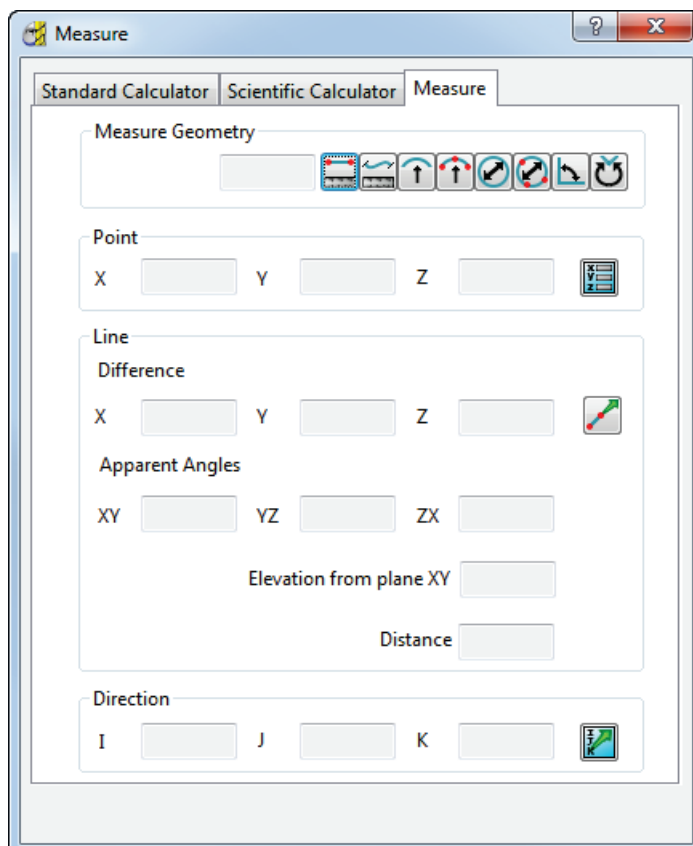 Measure
?
Standard Calculator Scientific Calculator Measure
Measure Geometry
Point
X Y Z
X
Y
Z
Line
Difference
X Y Z
Apparent Angles
XY YZ ZX
Elevation from plane XY
Distance
Direction
I J K
I
J
K